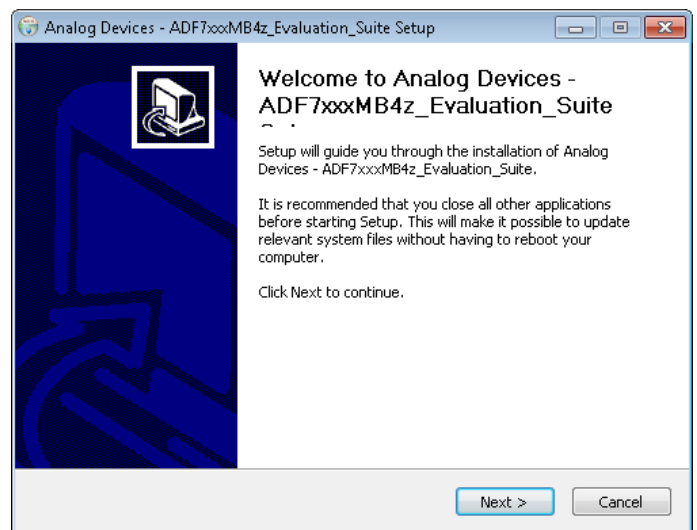 Analog Devices - ADF7xxxMB4z_Evaluation_Suite Setup
Welcome to Analog Devices -
ADF7xxxMB4z_Evaluation_Suite
Setup will guide you through the installation of Analog
Devices - ADF7xxxMB4z_Evaluation_Suite.
It is recommended that you close all other applications
before starting Setup. This will make it possible to update
relevant system files without having to reboot your
computer.
Click Next to continue.
Next >
Cancel